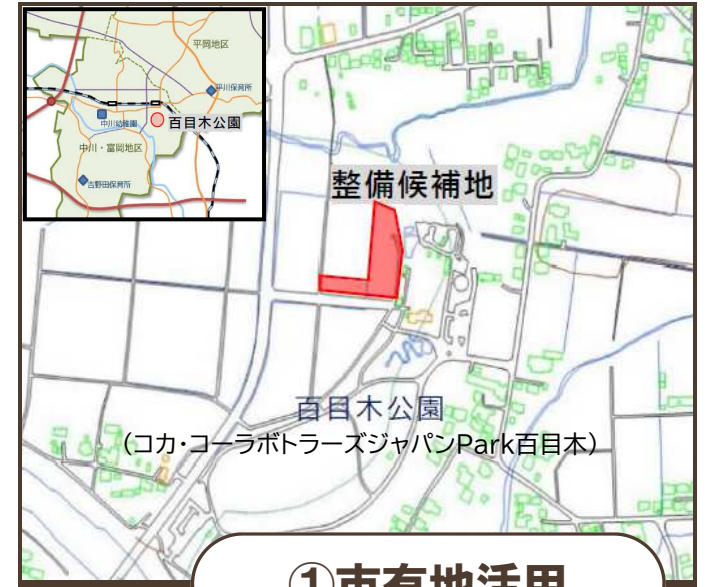 平岡地区
平川保育所
中川幼稚園
百目木公園
中川・富岡地区
吉野田保育所
整備候補地
百目木公園
(コカ・コーラボトラーズジャパンPark百目木)
①市有地活用